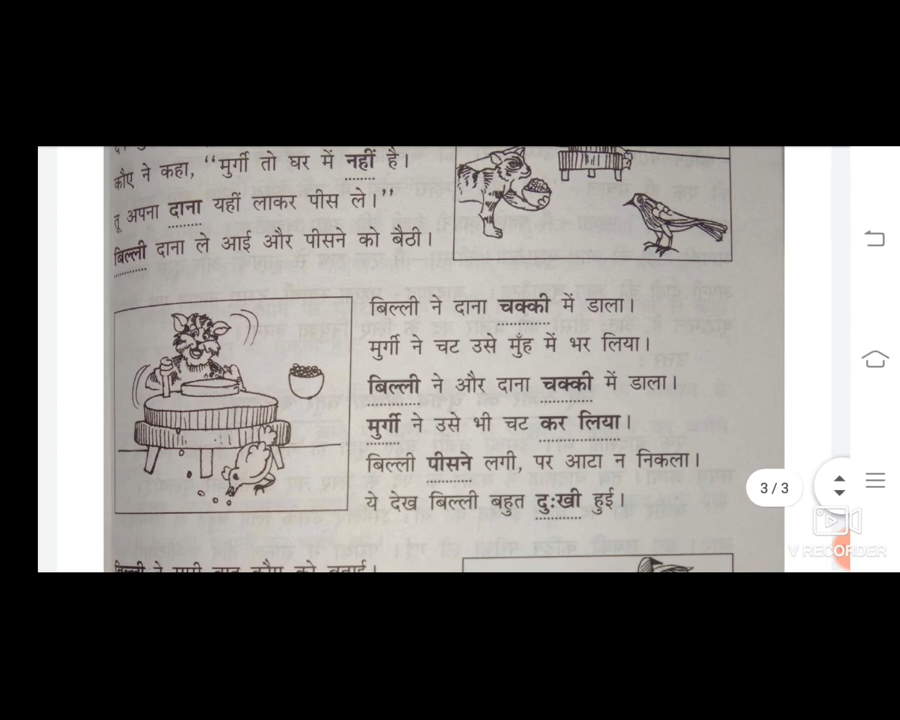 कौए ने कहा, “मुर्गी तो घर में नहीं है।
तू अपना दाना यहीं लाकर पीस ले।”
बिल्ली दाना ले आई और पीसने को बैठी।
बिल्ली ने दाना चक्की में डाला।
मुर्गी ने चट उसे मुँह में भर लिया।
बिल्ली ने और दाना चक्की में डाला।
मुर्गी ने उसे भी चट कर लिया।
बिल्ली पीसने लगी, पर आटा न निकला।
ये देख बिल्ली बहुत दुःखी हुई।
3/3
V RECORDER